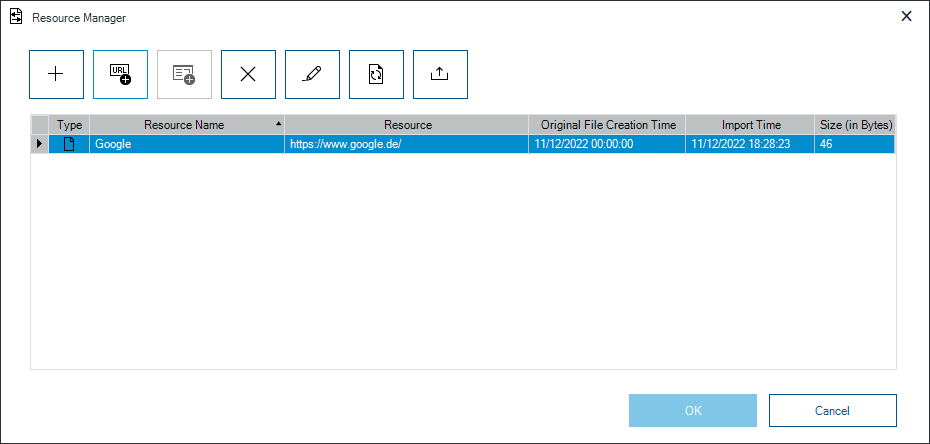 Resource Manager
URL
Type Resource Name Resource Original File Creation Time Import Time Size (in Bytes)
Google https://www.google.de/ 11/12/2022 00:00:00 11/12/2022 18:28:23 46
OK Cancel